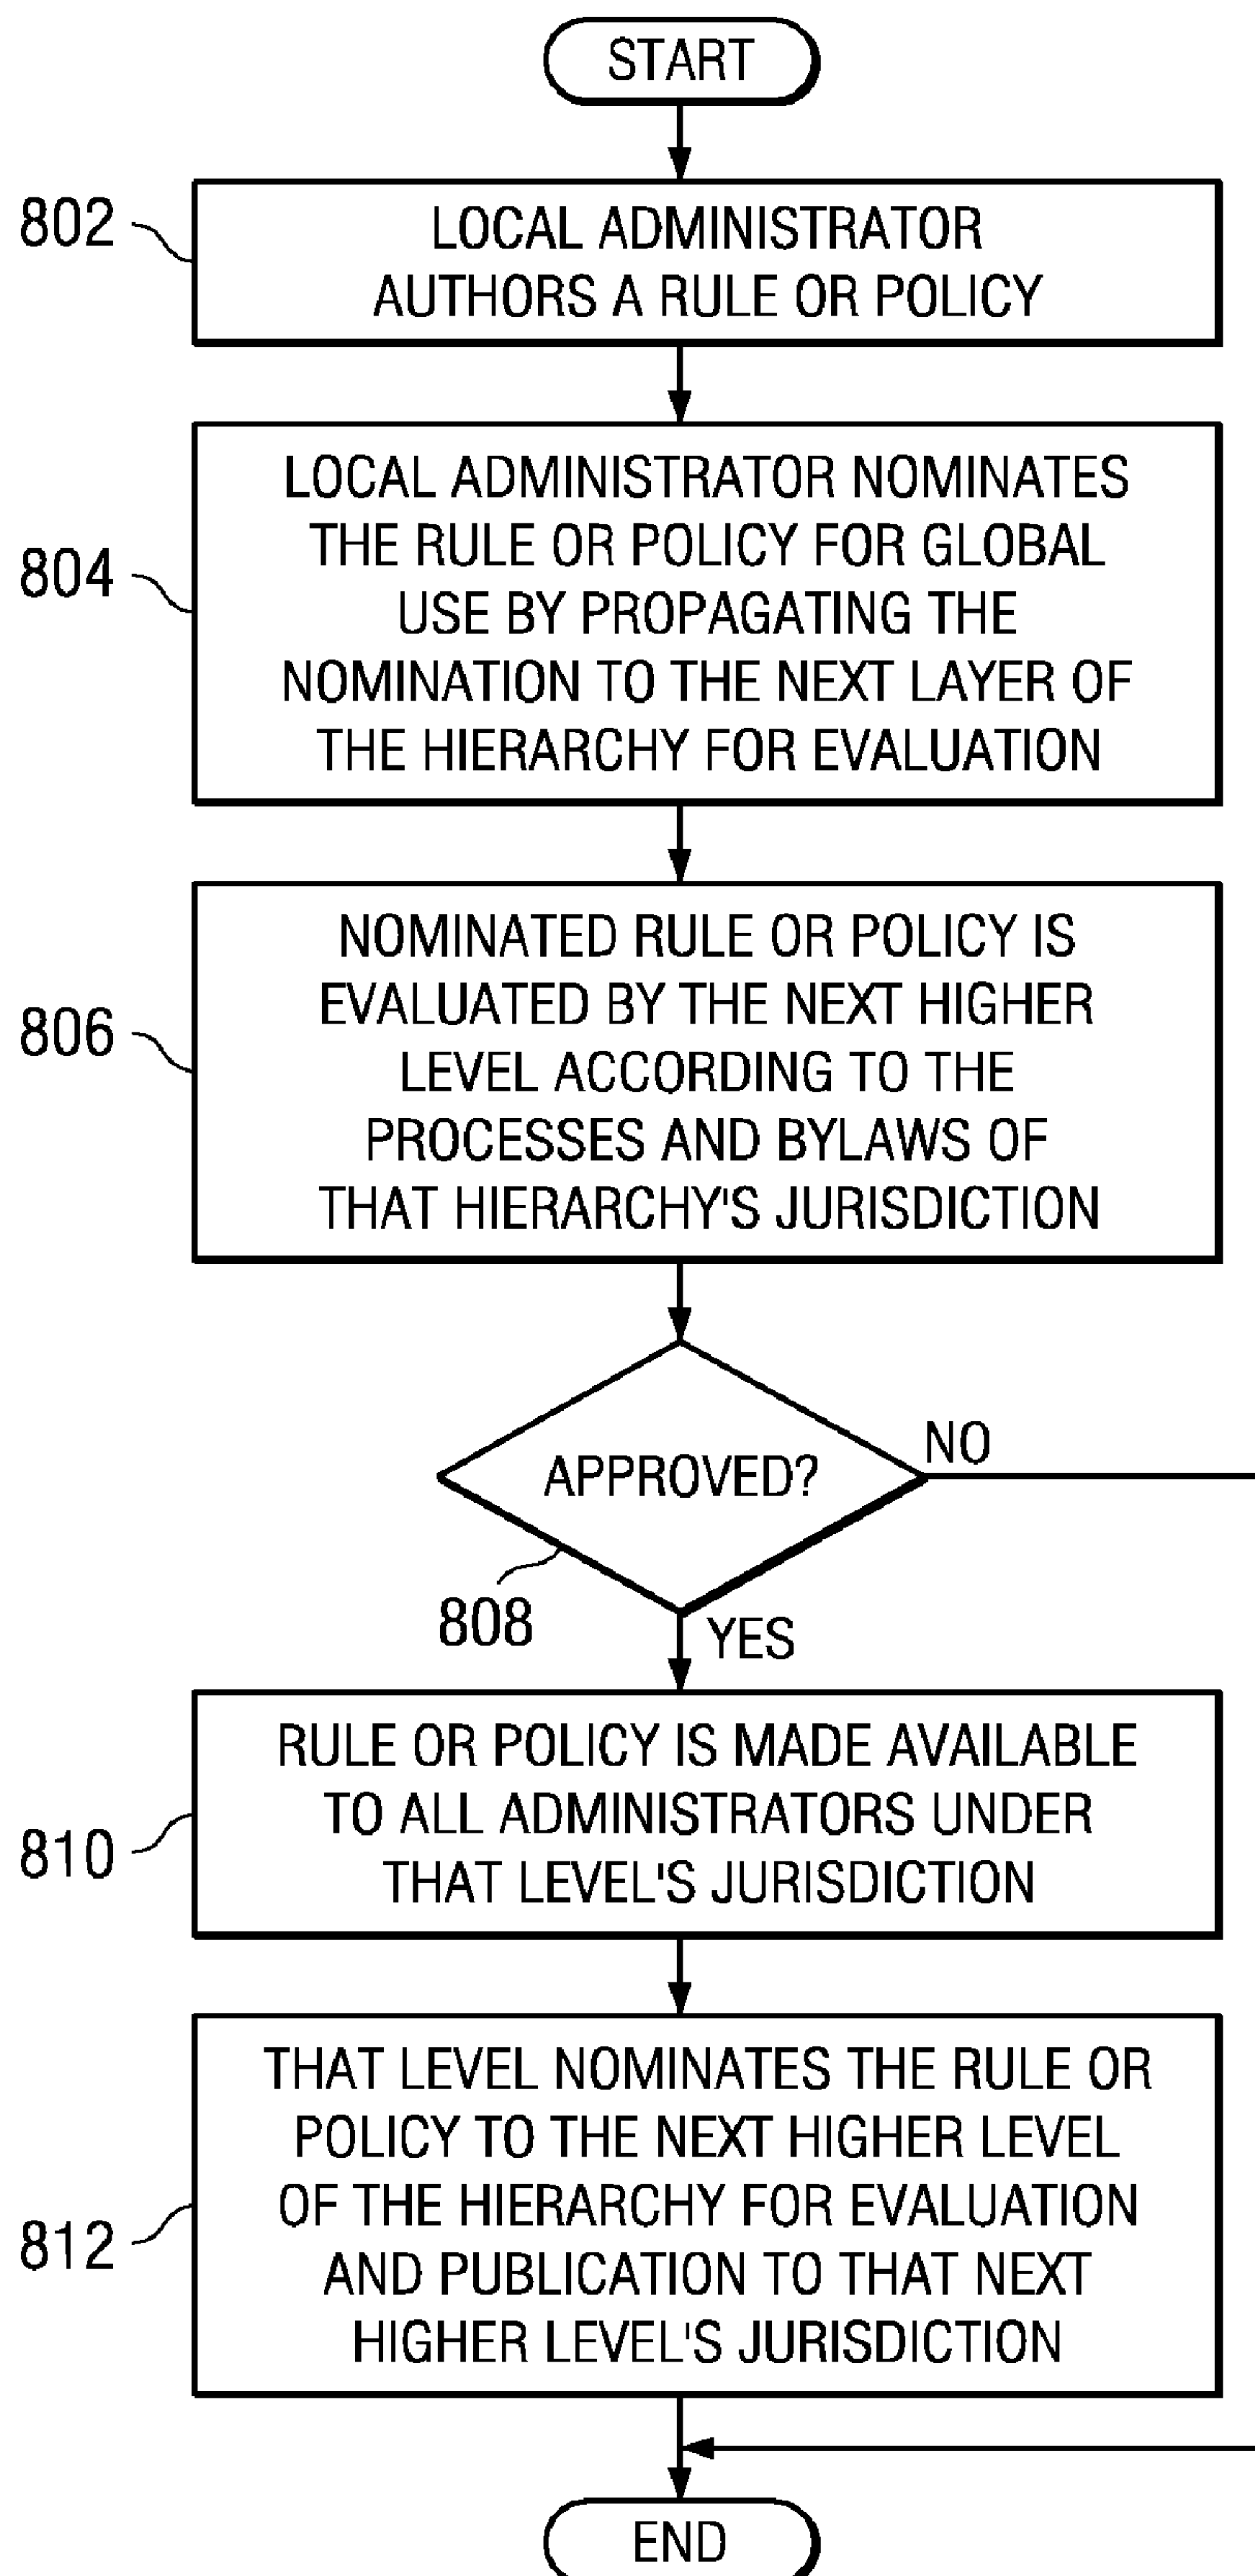 START
802
LOCAL ADMINISTRATOR
AUTHORS A RULE OR POLICY
804
LOCAL ADMINISTRATOR NOMINATES
THE RULE OR POLICY FOR GLOBAL
USE BY PROPAGATING THE
NOMINATION TO THE NEXT LAYER OF
THE HIERARCHY FOR EVALUATION
806
NOMINATED RULE OR POLICY IS
EVALUATED BY THE NEXT HIGHER
LEVEL ACCORDING TO THE
PROCESSES AND BYLAWS OF
THAT HIERARCHY'S JURISDICTION
APPROVED?
NO
808
YES
810
RULE OR POLICY IS MADE AVAILABLE
TO ALL ADMINISTRATORS UNDER
THAT LEVEL'S JURISDICTION
812
THAT LEVEL NOMINATES THE RULE OR
POLICY TO THE NEXT HIGHER LEVEL
OF THE HIERARCHY FOR EVALUATION
AND PUBLICATION TO THAT NEXT
HIGHER LEVEL'S JURISDICTION
END